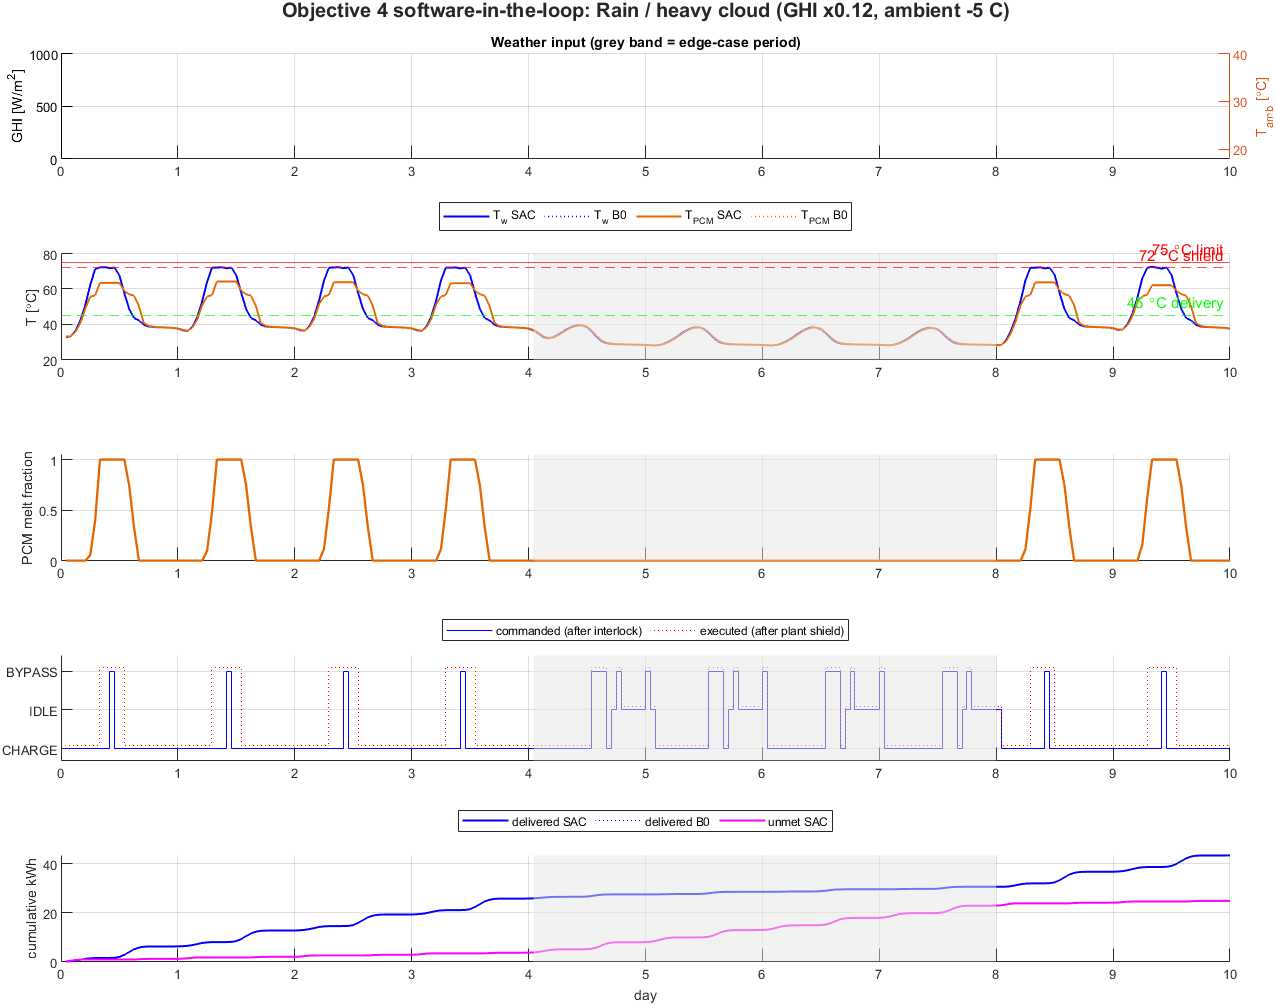 Objective 4 software-in-the-loop: Rain / heavy cloud (GHI x0.12, ambient -5 C)
Weather input (grey band = edge-case period)
GHI [W/m2]
1000
500
0
40
30
20
Tamb [°C]
0 1 2 3 4 5 6 7 8 9 10
Tw SAC Tw B0 TPCM SAC TPCM B0
T [°C]
80
60
40
20
75 °C limit
72 °C shield
45 °C delivery
0 1 2 3 4 5 6 7 8 9 10
PCM melt fraction
1
0.5
0
0 1 2 3 4 5 6 7 8 9 10
commanded (after interlock) executed (after plant shield)
BYPASS
IDLE
CHARGE
0 1 2 3 4 5 6 7 8 9 10
delivered SAC delivered B0 unmet SAC
cumulative kWh
40
20
0
0 1 2 3 4 5 6 7 8 9 10
day